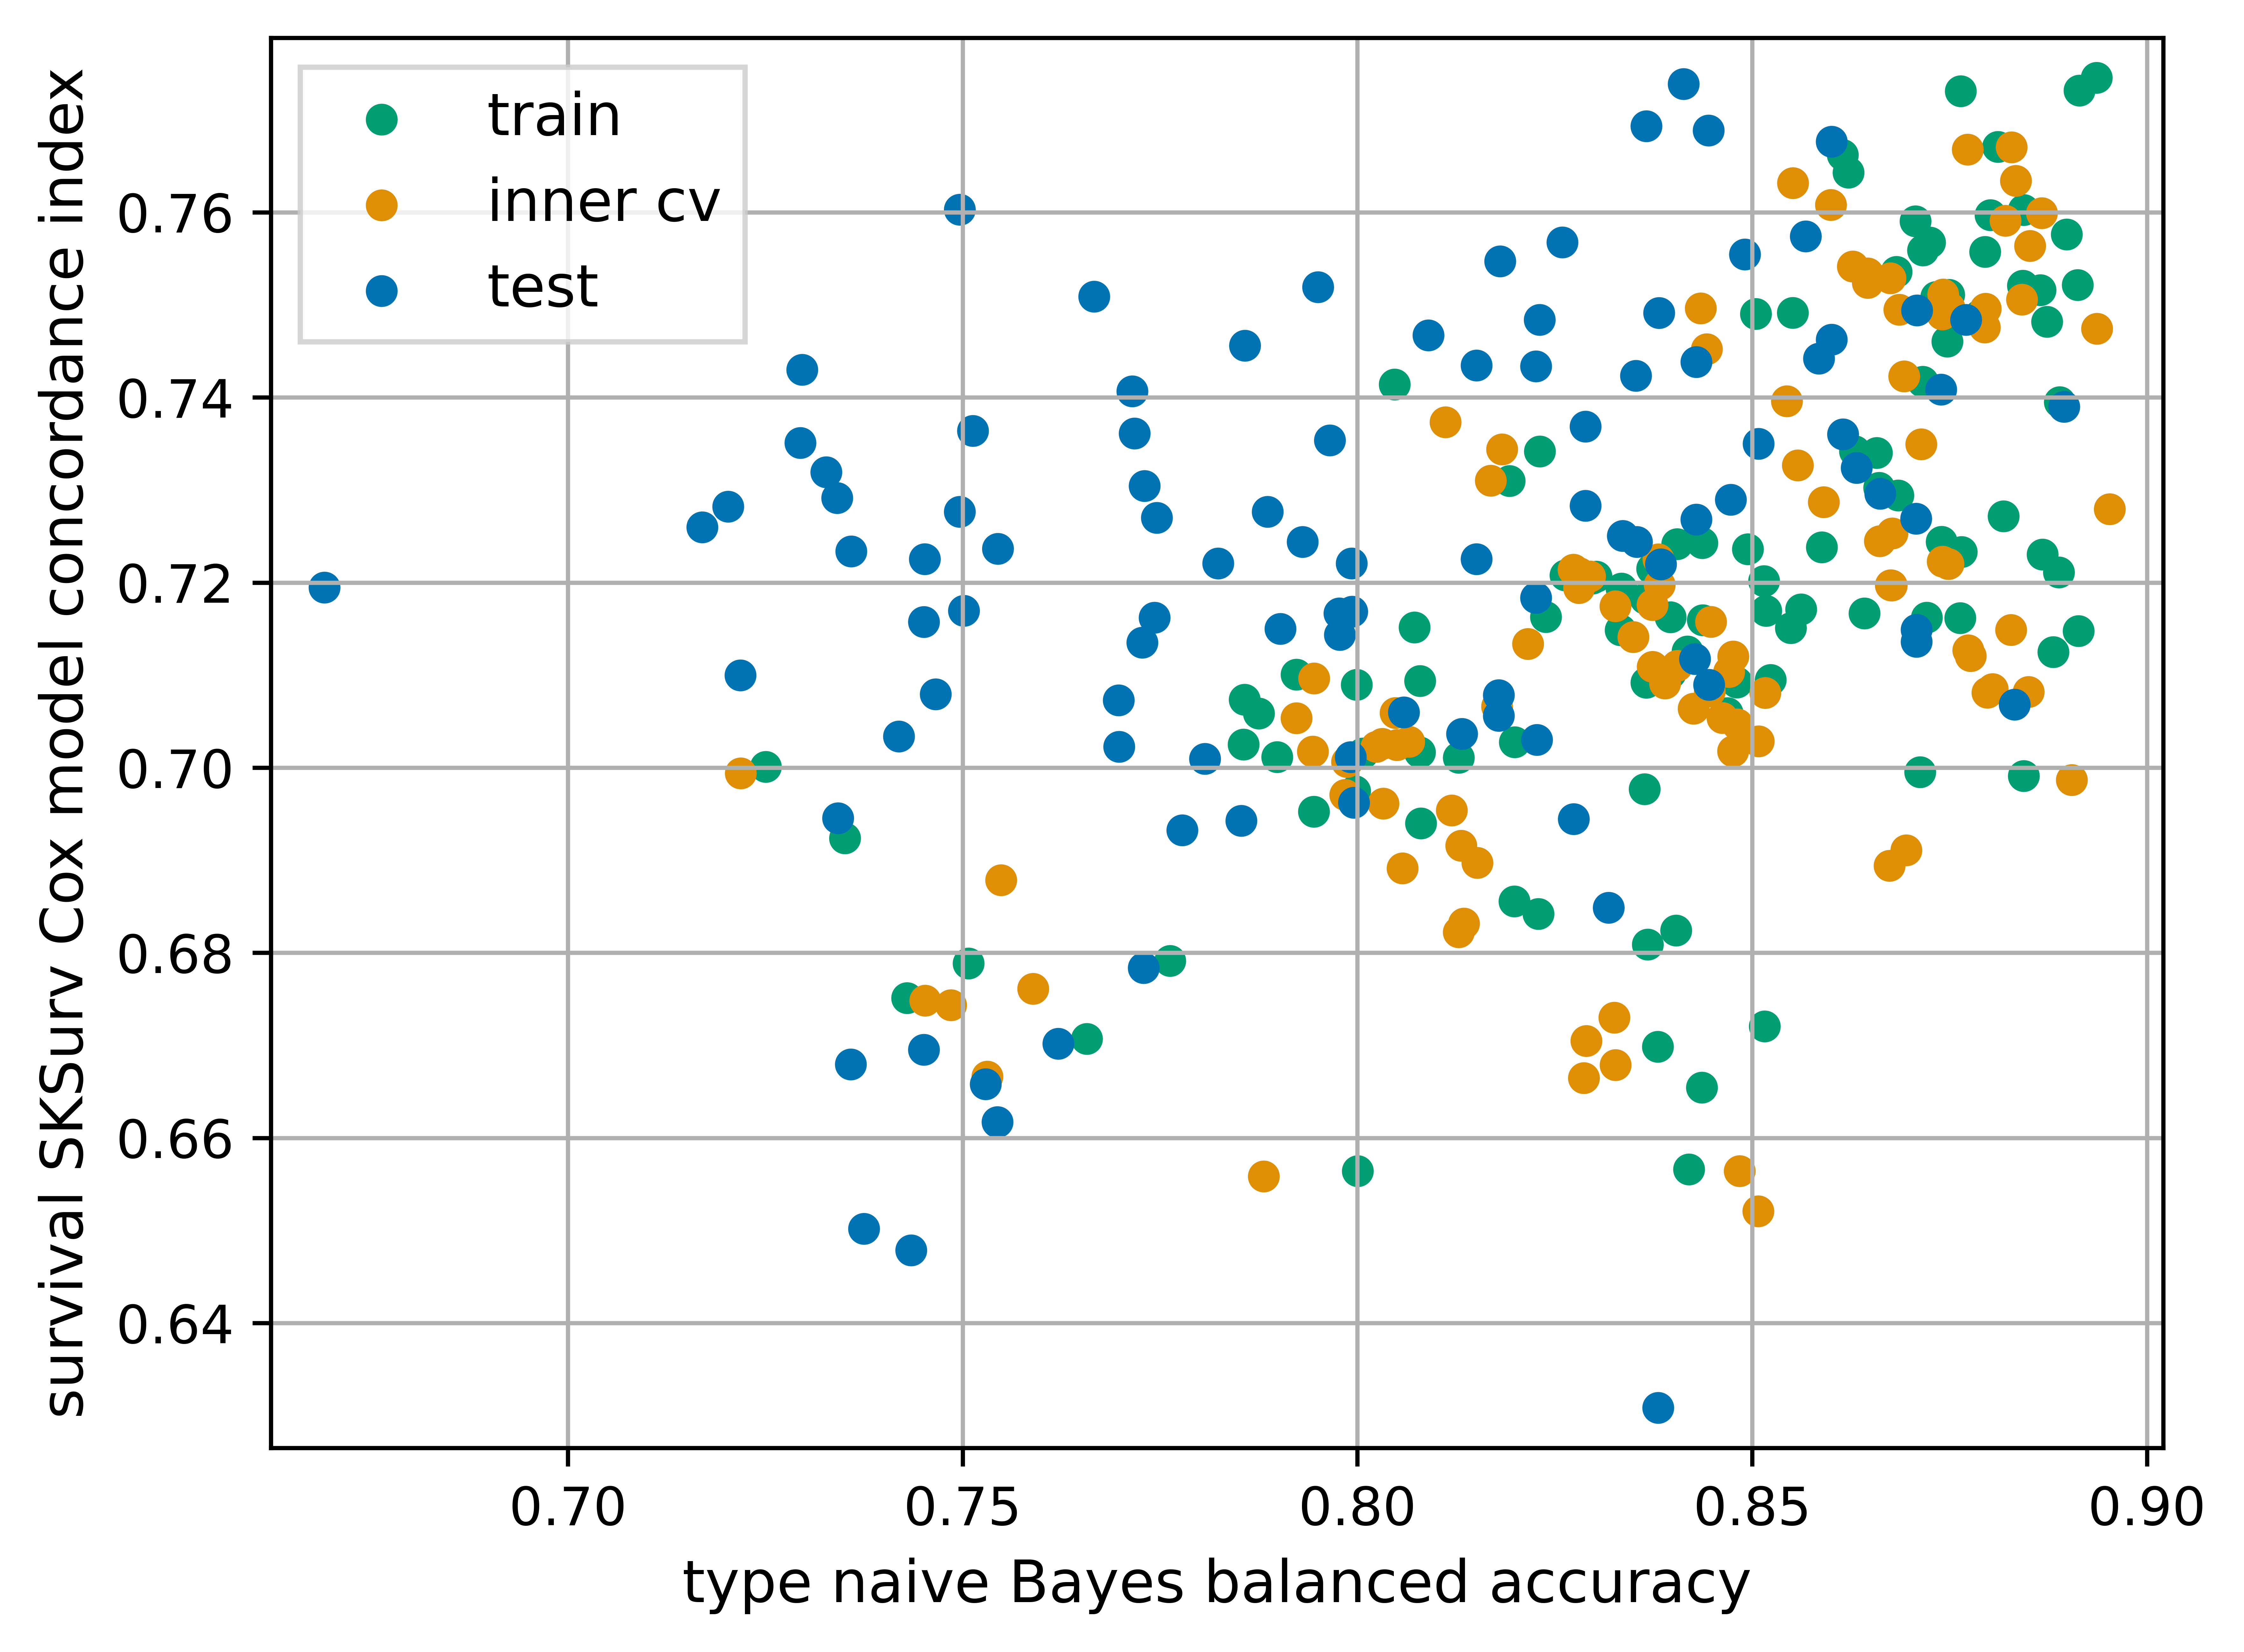 train
inner cv
test
survival SKSurv Cox model concordance index
0.76
0.74
0.72
0.70
0.68
0.66
0.64
0.70
0.75
0.80
0.85
0.90
type naive Bayes balanced accuracy